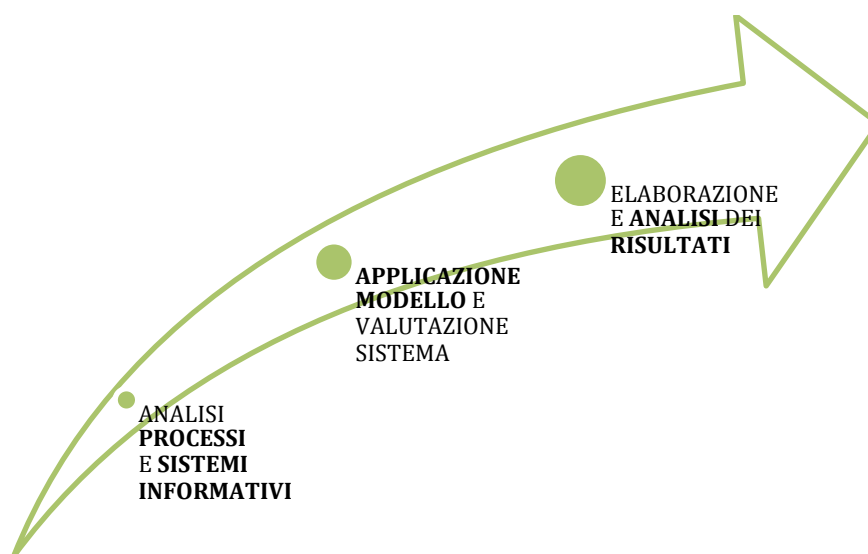 ELABORAZIONE
E ANALISI DEI
RISULTATI
APPLICAZIONE
MODELLO E
VALUTAZIONE
SISTEMA
ANALISI
PROCESSI
E SISTEMI
INFORMATIVI